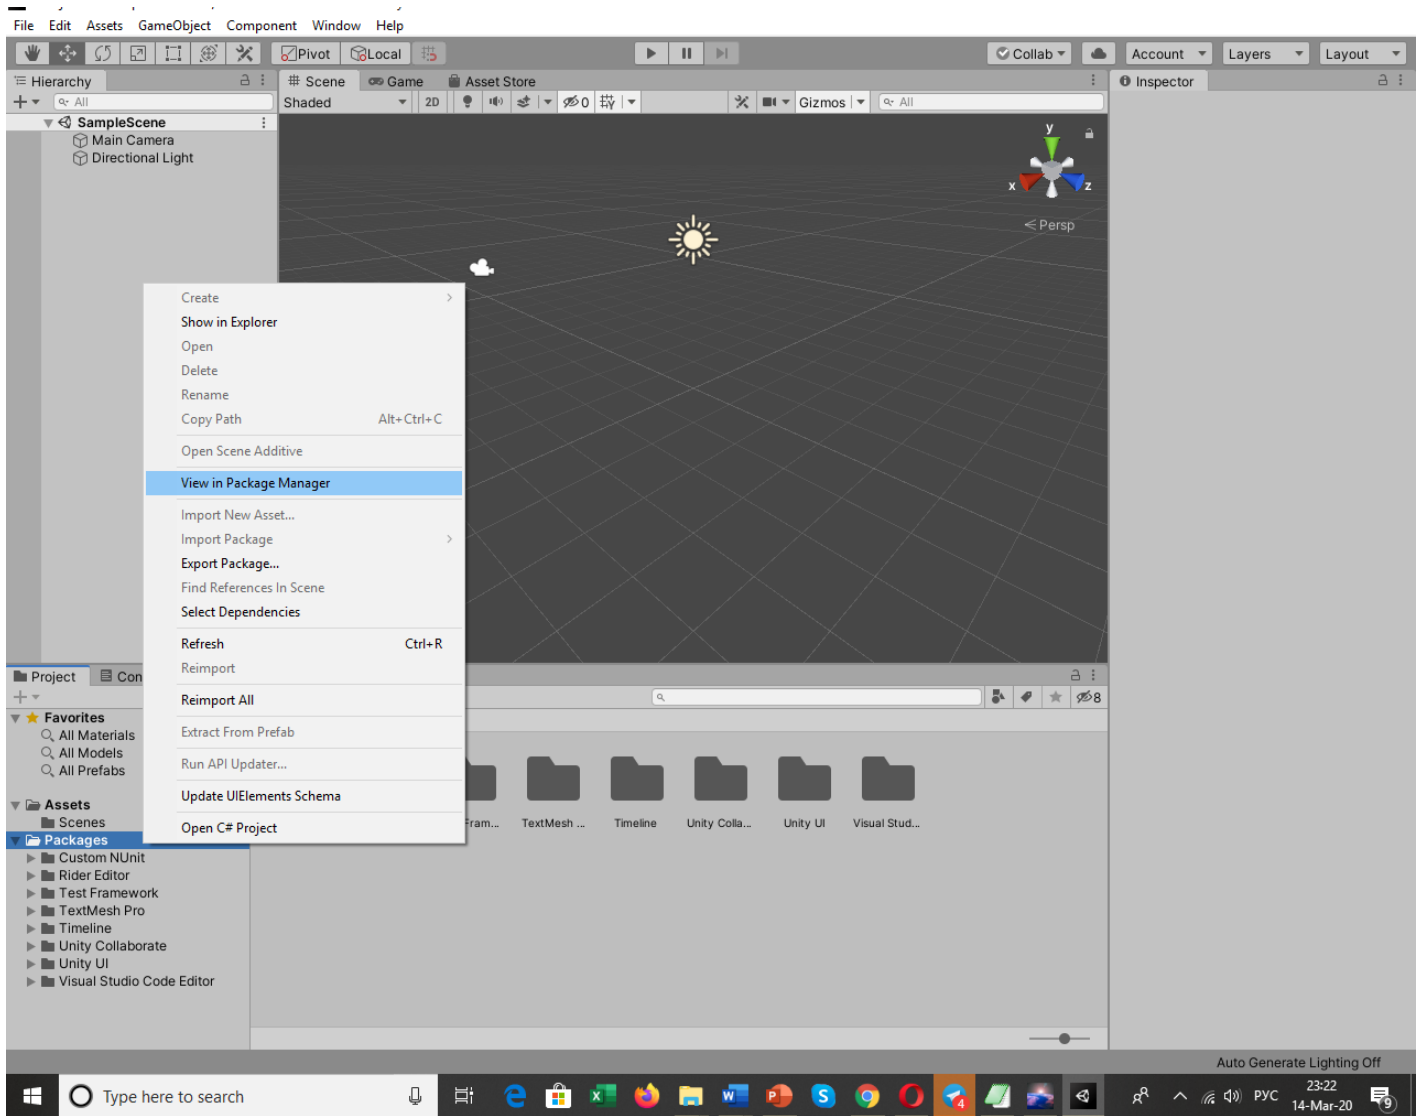 File Edit Assets GameObject Component Window Help
Pivot Local Collab Account Layers Layout
Hierarchy Scene Game Asset Store Inspector
All Shaded 2D 0 Gizmos All
SampleScene
Main Camera
Directional Light
y
x z
Persp
Create
Show in Explorer
Open
Delete
Rename
Copy Path Alt+Ctrl+C
Open Scene Additive
View in Package Manager
Import New Asset...
Import Package
Export Package...
Find References In Scene
Select Dependencies
Refresh Ctrl+R
Reimport
Reimport All
Extract From Prefab
Run API Updater...
Update UIElements Schema
Open C# Project
Project Con
8
Favorites
All Materials
All Models
All Prefabs
Assets
Scenes
Packages
Custom NUnit
Rider Editor
Test Framework
TextMesh Pro
Timeline
Unity Collaborate
Unity UI
Visual Studio Code Editor
Fram... TextMesh ... Timeline Unity Colla... Unity UI Visual Stud...
Auto Generate Lighting Off
Type here to search
4
РУС
23:22
14-Mar-20
9